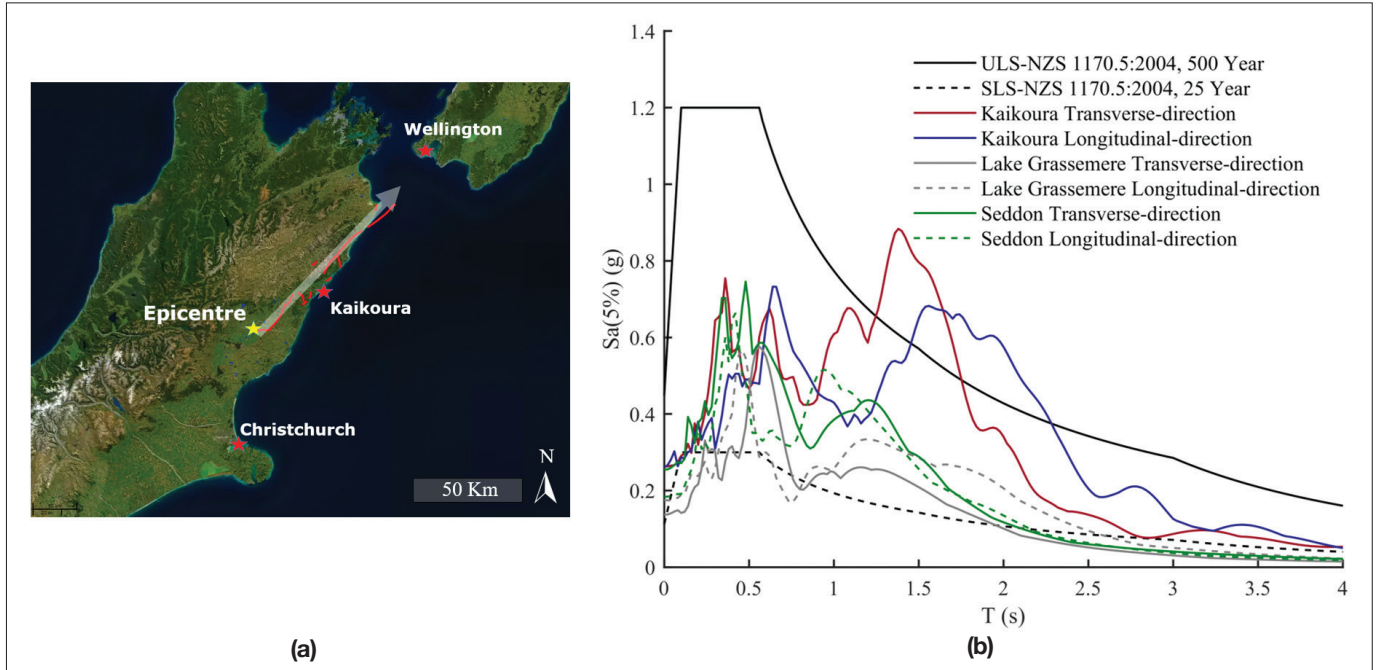 Wellington
Epicentre
Kaikoura
Christchurch
N
50 Km
(a)
1.4
1.2
1
0.8
0.6
0.4
0.2
0
Sa(5%) (g)
0
0.5
1
1.5
2
2.5
3
3.5
4
T (s)
ULS-NZS 1170.5:2004, 500 Year
SLS-NZS 1170.5:2004, 25 Year
Kaikoura Transverse-direction
Kaikoura Longitudinal-direction
Lake Grassemere Transverse-direction
Lake Grassemere Longitudinal-direction
Seddon Transverse-direction
Seddon Longitudinal-direction
(b)